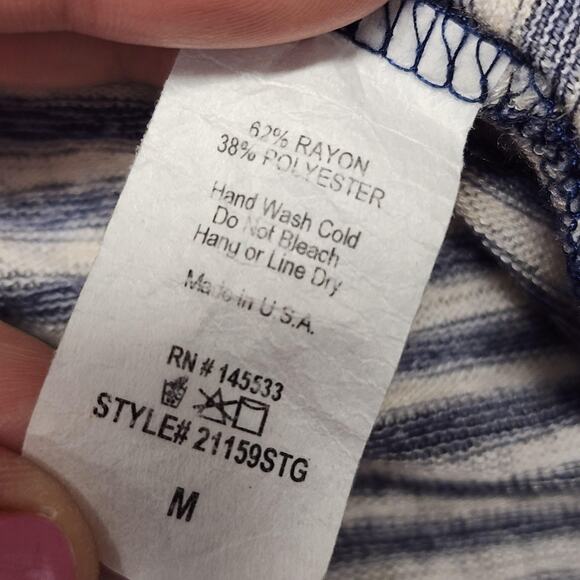 62% RAYON
38% POLYESTER
Hand Wash Cold
Do Not Bleach
Hang or Line Dry
Made in U.S.A.
RN # 145533
STYLE# 21159STG
M